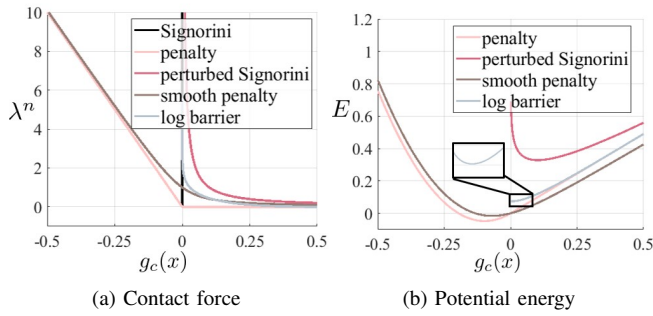 10
8
6
4
2
0
λⁿ
Signorini
penalty
perturbed Signorini
smooth penalty
log barrier
-0.5 -0.25 0 0.25 0.5
g_c(x)
(a) Contact force
1.2
1
0.8
0.6
0.4
0.2
0
E
penalty
perturbed Signorini
smooth penalty
log barrier
-0.5 -0.25 0 0.25 0.5
g_c(x)
(b) Potential energy